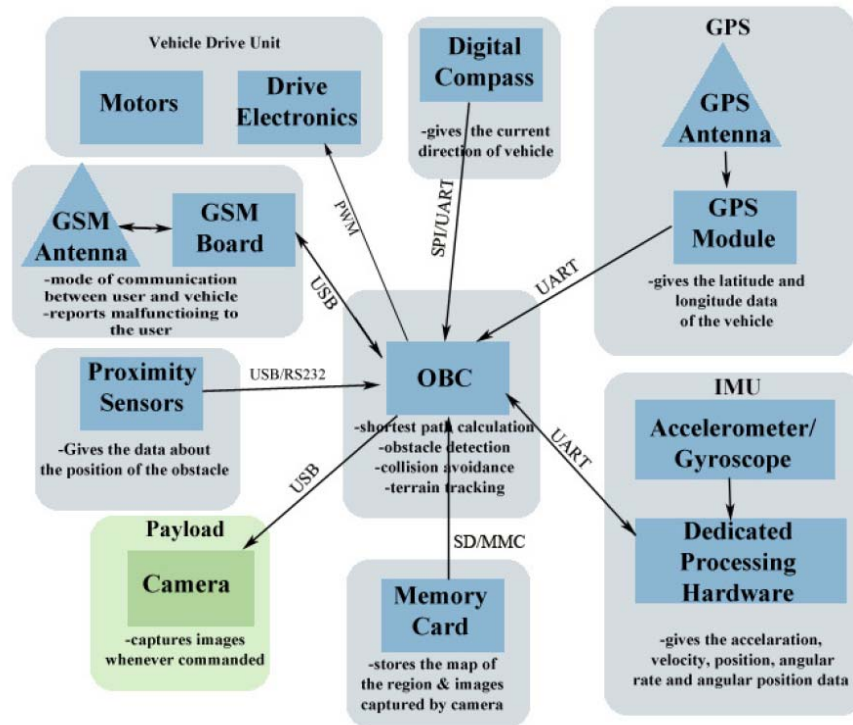 Vehicle Drive Unit
Motors
Drive
Electronics
Digital
Compass
-gives the current
direction of vehicle
GPS
GPS
Antenna
GPS
Module
-gives the latitude and
longitude data
of the vehicle
GSM
Antenna
GSM
Board
-mode of communication
between user and vehicle
-reports malfunctioing to
the user
PWM
SPI/UART
UART
USB
Proximity
Sensors
-Gives the data about
the position of the obstacle
USB/RS232
OBC
-shortest path calculation
-obstacle detection
-collision avoidance
-terrain tracking
UART
IMU
Accelerometer/
Gyroscope
Dedicated
Processing
Hardware
-gives the accelaration,
velocity, position, angular
rate and angular position data
USB
Payload
Camera
-captures images
whenever commanded
SD/MMC
Memory
Card
-stores the map of
the region & images
captured by camera